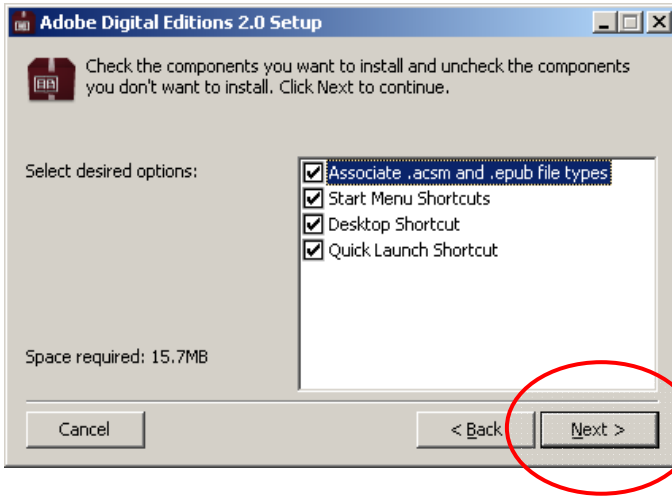 Adobe Digital Editions 2.0 Setup
Check the components you want to install and uncheck the components
you don't want to install. Click Next to continue.
Select desired options:
Associate .acsm and .epub file types
Start Menu Shortcuts
Desktop Shortcut
Quick Launch Shortcut
Space required: 15.7MB
Cancel
< Back
Next >